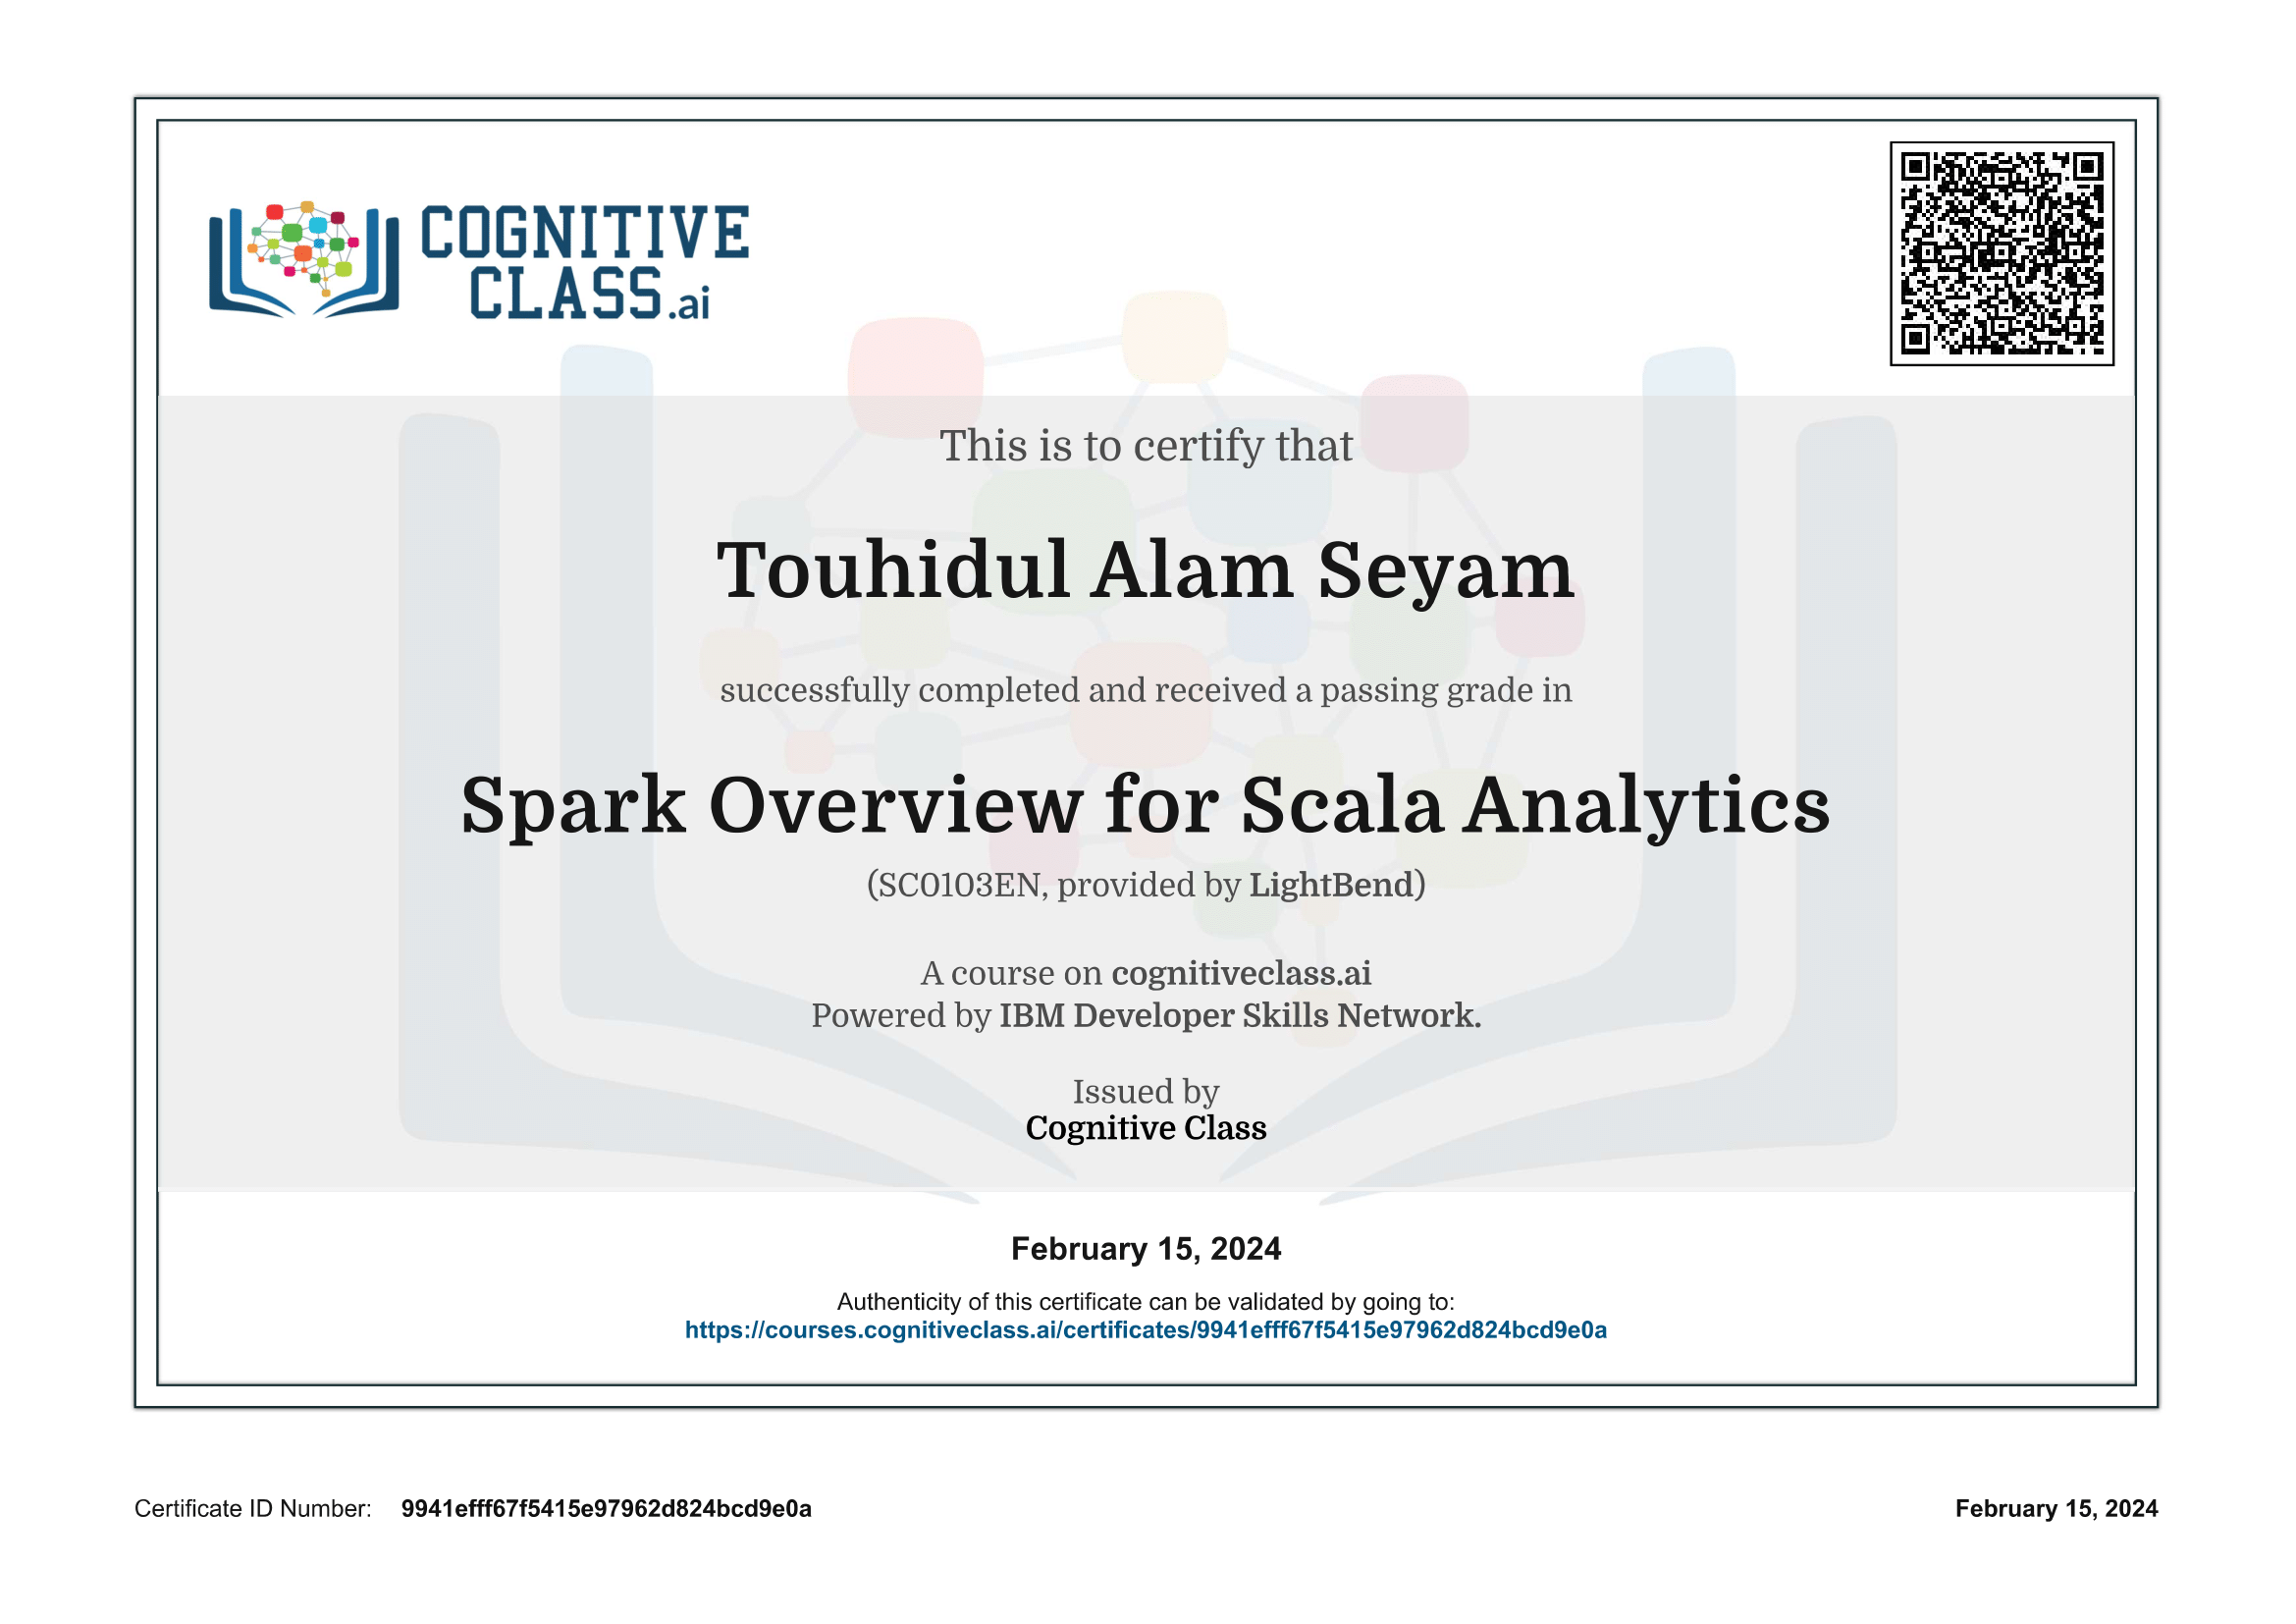 COGNITIVE
CLASS.ai
This is to certify that
Touhidul Alam Seyam
successfully completed and received a passing grade in
Spark Overview for Scala Analytics
(SC0103EN, provided by LightBend)
A course on cognitiveclass.ai
Powered by IBM Developer Skills Network.
Issued by
Cognitive Class
February 15, 2024
Authenticity of this certificate can be validated by going to:
https://courses.cognitiveclass.ai/certificates/9941efff67f5415e97962d824bcd9e0a
Certificate ID Number: 9941efff67f5415e97962d824bcd9e0a
February 15, 2024